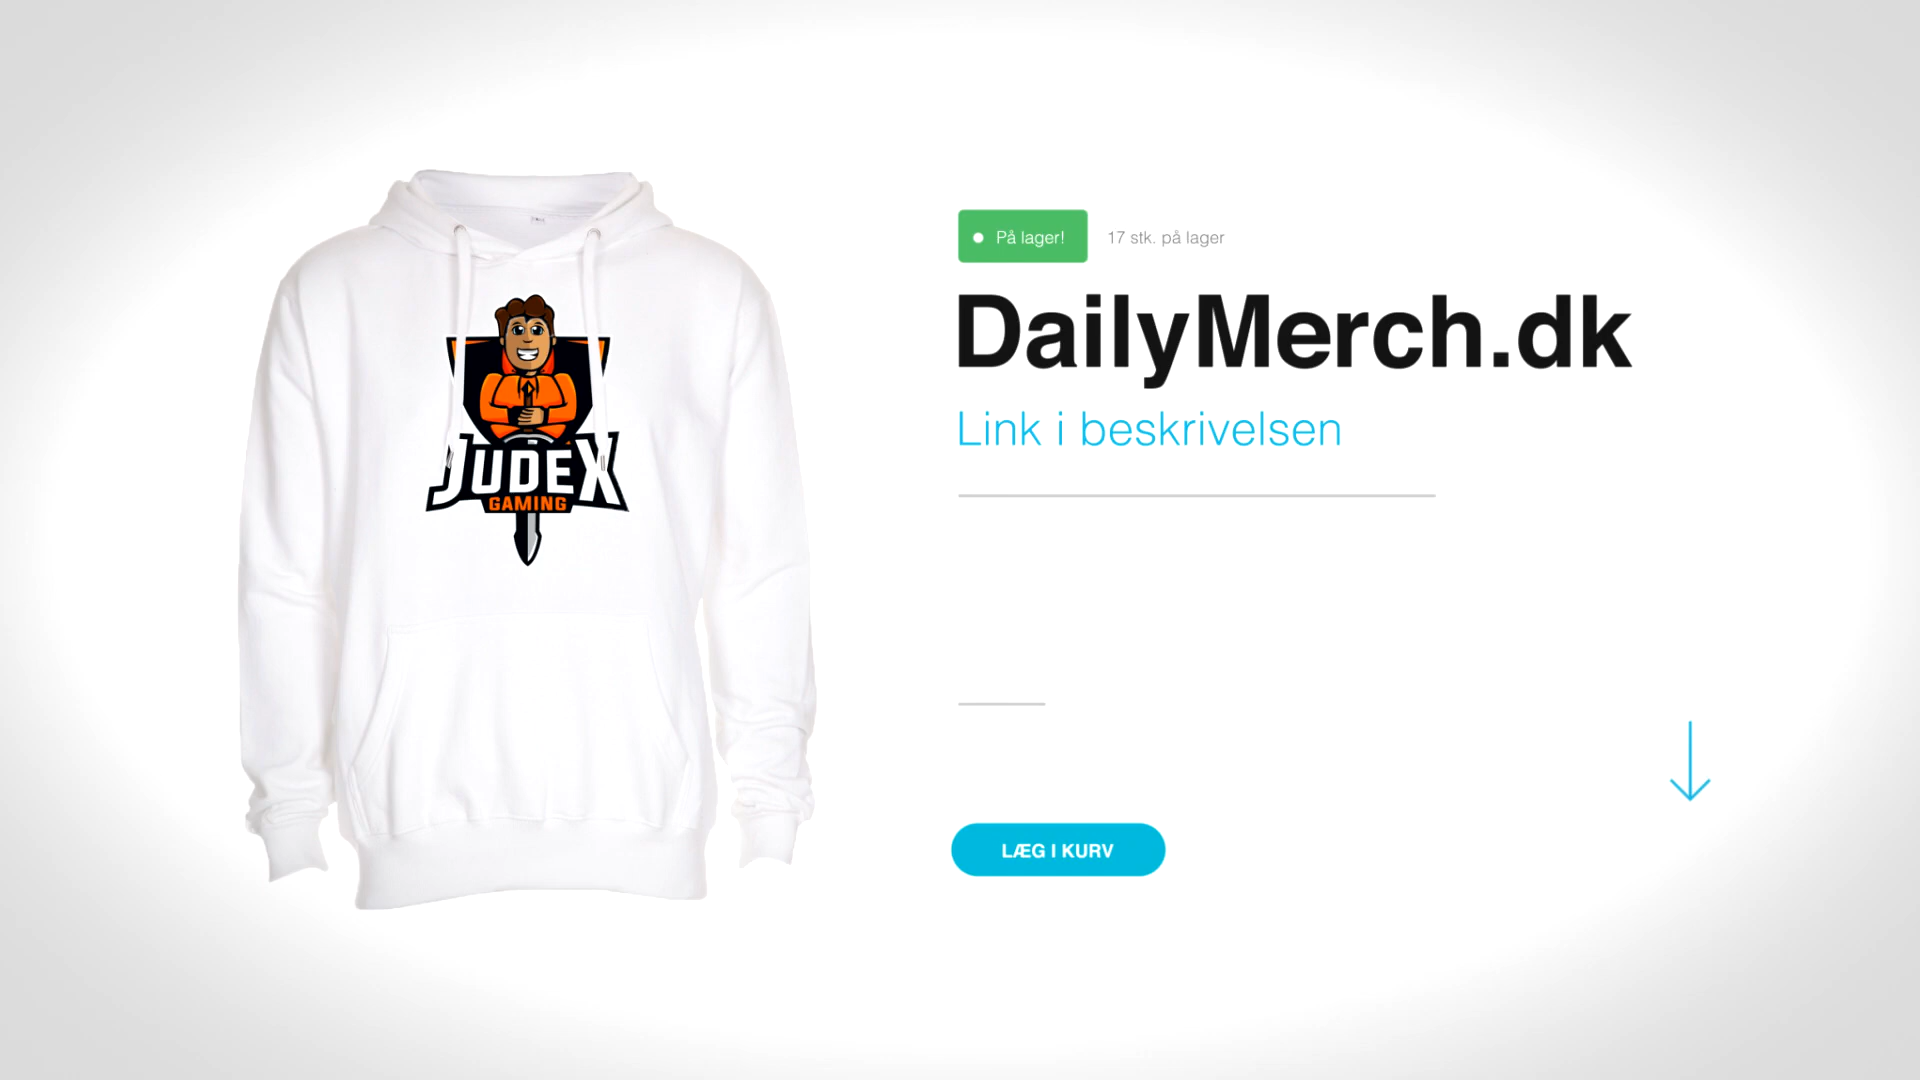 På lager!
17 stk. på lager
DailyMerch.dk
Link i beskrivelsen
JUDEX
GAMING
LÆG I KURV